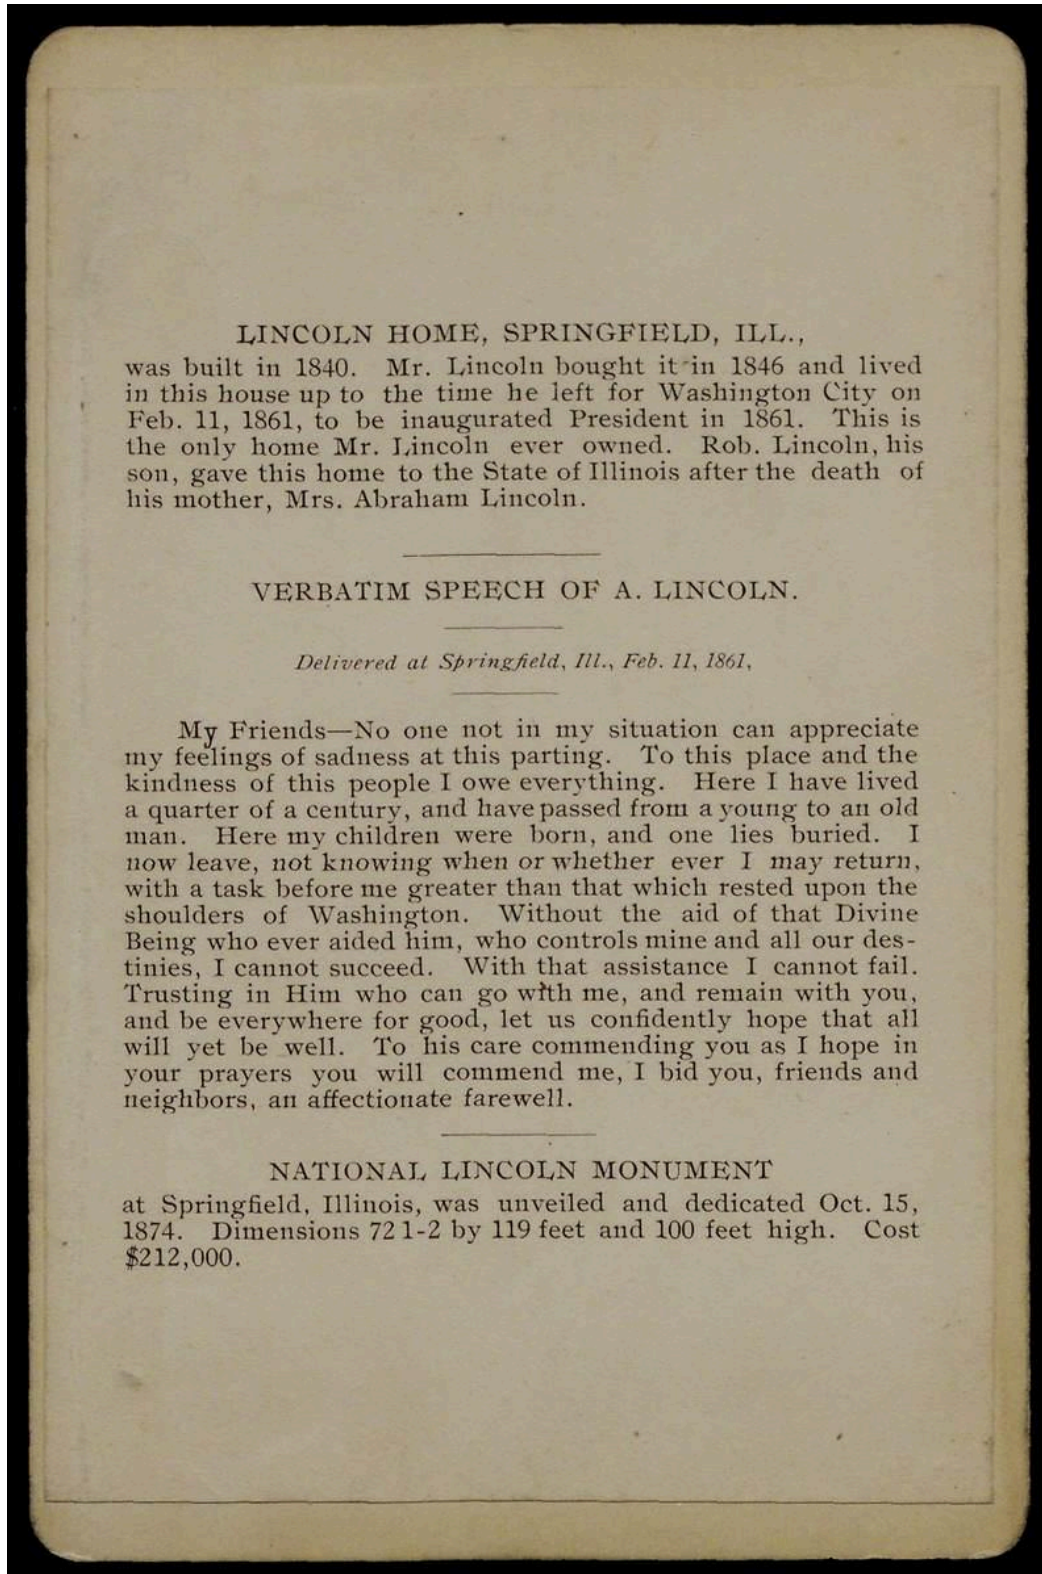 LINCOLN HOME, SPRINGFIELD, ILL.,
was built in 1840. Mr. Lincoln bought it in 1846 and lived
in this house up to the time he left for Washington City on
Feb. 11, 1861, to be inaugurated President in 1861. This is
the only home Mr. Lincoln ever owned. Rob. Lincoln, his
son, gave this home to the State of Illinois after the death of
his mother, Mrs. Abraham Lincoln.
VERBATIM SPEECH OF A. LINCOLN.
Delivered at Springfield, Ill., Feb. 11, 1861,
My Friends—No one not in my situation can appreciate
my feelings of sadness at this parting. To this place and the
kindness of this people I owe everything. Here I have lived
a quarter of a century, and have passed from a young to an old
man. Here my children were born, and one lies buried. I
now leave, not knowing when or whether ever I may return,
with a task before me greater than that which rested upon the
shoulders of Washington. Without the aid of that Divine
Being who ever aided him, who controls mine and all our des-
tinies, I cannot succeed. With that assistance I cannot fail.
Trusting in Him who can go with me, and remain with you,
and be everywhere for good, let us confidently hope that all
will yet be well. To his care commending you as I hope in
your prayers you will commend me, I bid you, friends and
neighbors, an affectionate farewell.
NATIONAL LINCOLN MONUMENT
at Springfield, Illinois, was unveiled and dedicated Oct. 15,
1874. Dimensions 72 1-2 by 119 feet and 100 feet high. Cost
$212,000.